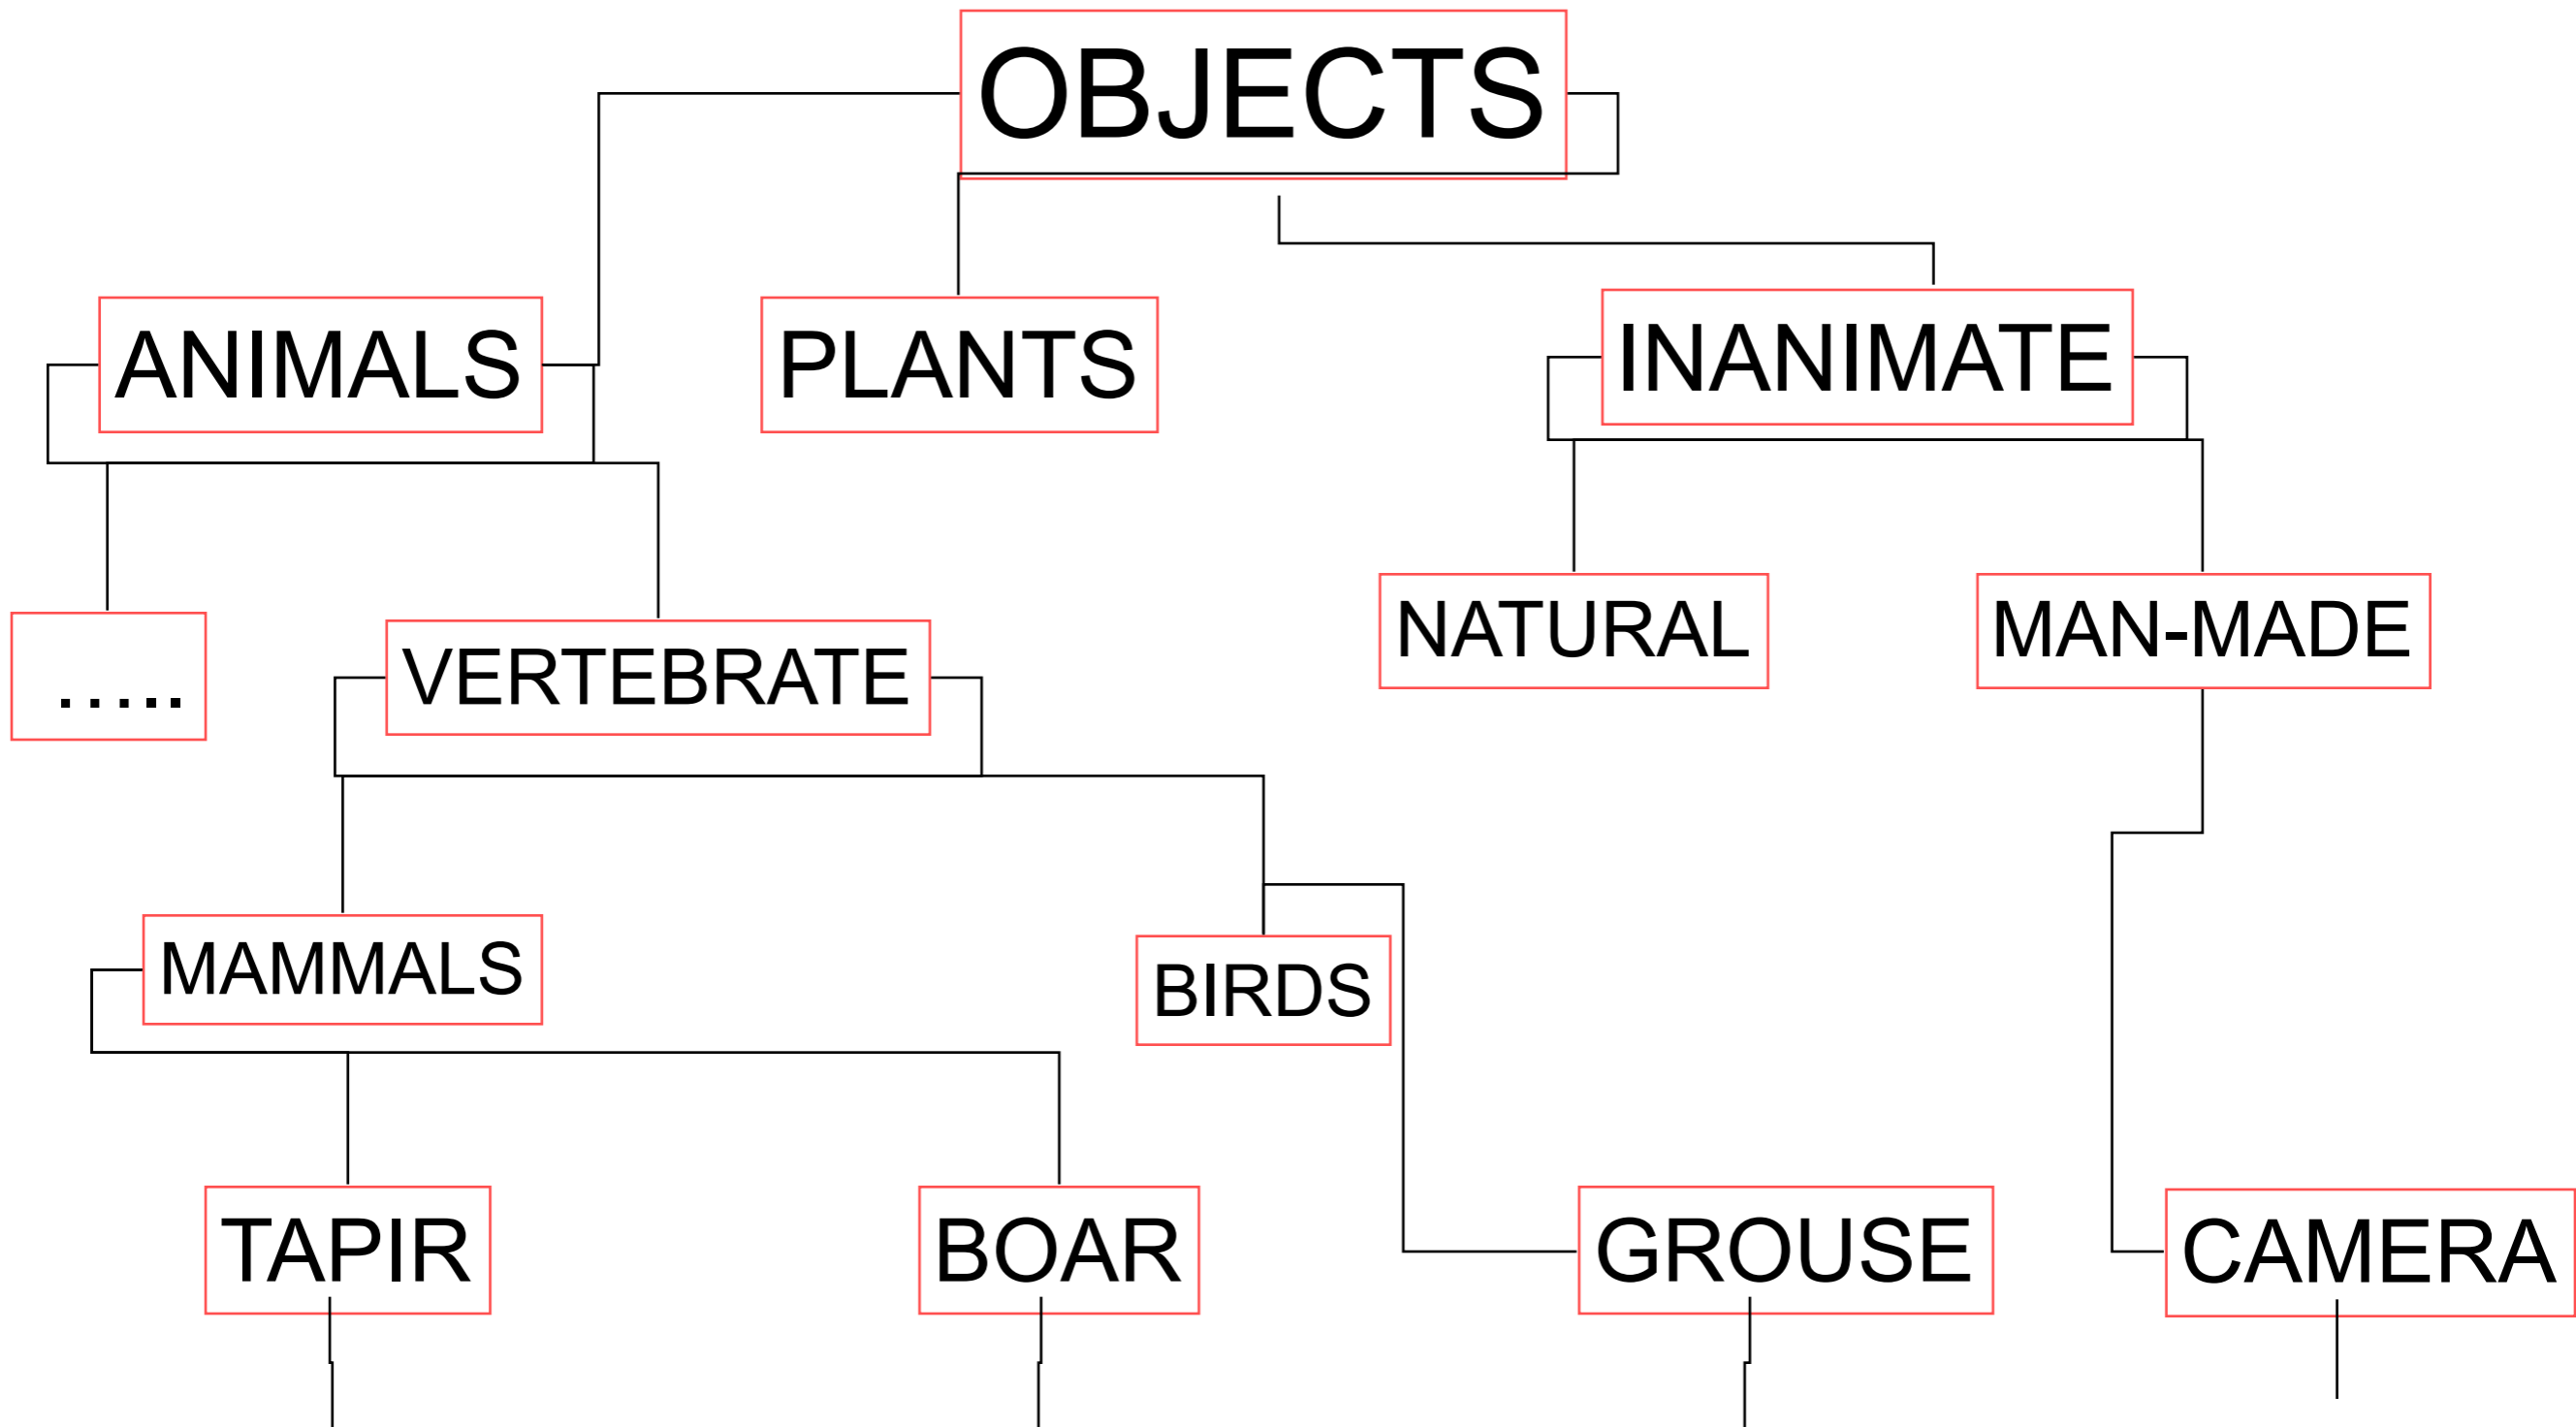 OBJECTS
ANIMALS
PLANTS
INANIMATE
.....
VERTEBRATE
NATURAL
MAN-MADE
MAMMALS
BIRDS
TAPIR
BOAR
GROUSE
CAMERA